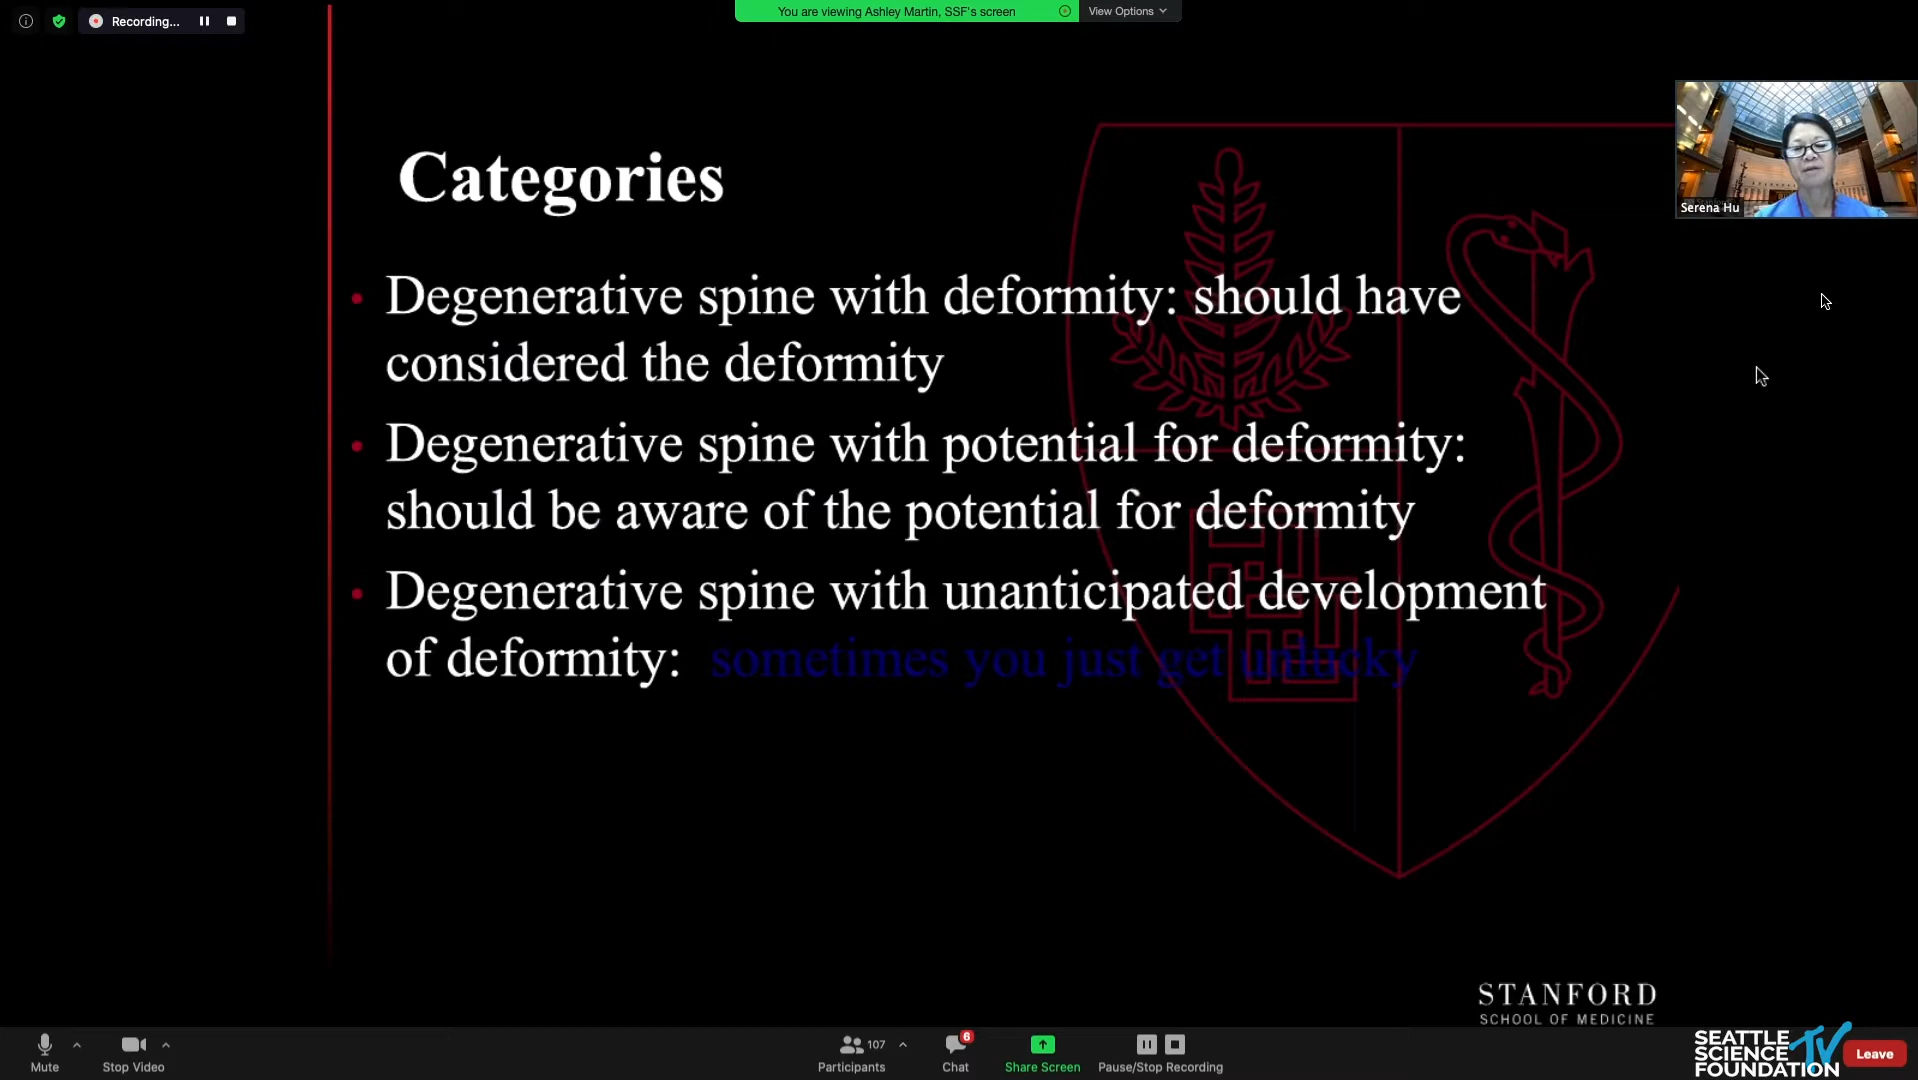 Recording...
You are viewing Ashley Martin, SSF's screen
View Options
Serena Hu
Categories
Degenerative spine with deformity: should have
considered the deformity
Degenerative spine with potential for deformity:
should be aware of the potential for deformity
Degenerative spine with unanticipated development
of deformity: sometimes you just get unlucky
STANFORD
SCHOOL OF MEDICINE
SEATTLE
SCIENCE
FOUNDATION
TV
Mute
Stop Video
107
Participants
6
Chat
Share Screen
Pause/Stop Recording
Leave